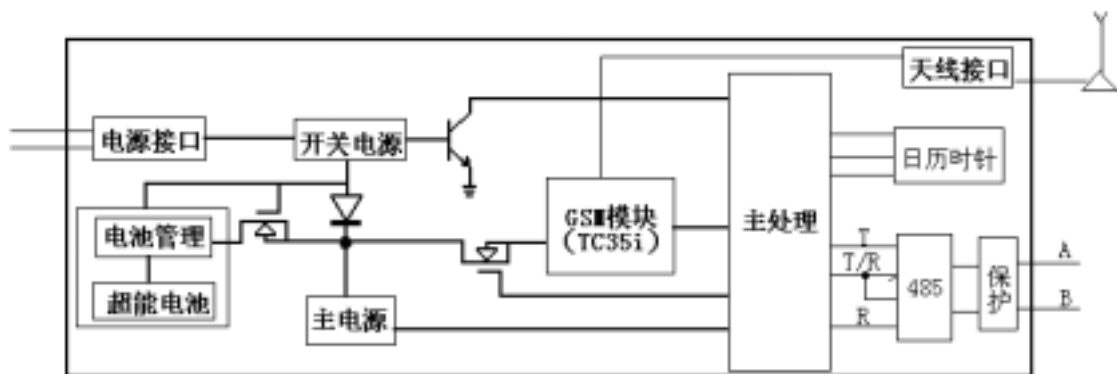 天线接口
电源接口
开关电源
日历时钟
电池管理
GSM模块
(TC35i)
主处理
T
T/R
485
保护
A
超能电池
主电源
R
B